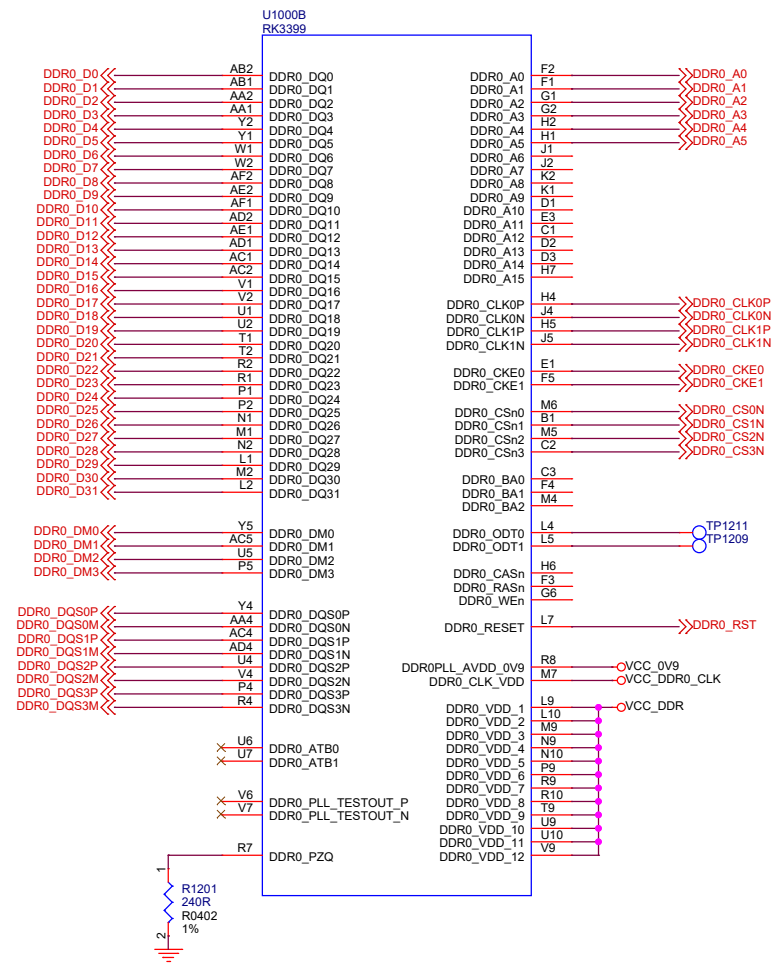 U1000B
RK3399
DDR0_D0 AB2 DDR0_DQ0 DDR0_A0 F2 DDR0_A0
DDR0_D1 AB1 DDR0_DQ1 DDR0_A1 F1 DDR0_A1
DDR0_D2 AA2 DDR0_DQ2 DDR0_A2 G1 DDR0_A2
DDR0_D3 AA1 DDR0_DQ3 DDR0_A3 G2 DDR0_A3
DDR0_D4 Y2 DDR0_DQ4 DDR0_A4 H2 DDR0_A4
DDR0_D5 Y1 DDR0_DQ5 DDR0_A5 H1 DDR0_A5
DDR0_D6 W1 DDR0_DQ6 DDR0_A6 J1
DDR0_D7 W2 DDR0_DQ7 DDR0_A7 J2
DDR0_D8 AF2 DDR0_DQ8 DDR0_A8 K2
DDR0_D9 AE2 DDR0_DQ9 DDR0_A9 K1
DDR0_D10 AF1 DDR0_DQ10 DDR0_A10 D1
DDR0_D11 AD2 DDR0_DQ11 DDR0_A11 E3
DDR0_D12 AE1 DDR0_DQ12 DDR0_A12 C1
DDR0_D13 AD1 DDR0_DQ13 DDR0_A13 D2
DDR0_D14 AC1 DDR0_DQ14 DDR0_A14 D3
DDR0_D15 AC2 DDR0_DQ15 DDR0_A15 H7
DDR0_D16 V1 DDR0_DQ16
DDR0_D17 V2 DDR0_DQ17 DDR0_CLK0P H4 DDR0_CLK0P
DDR0_D18 U1 DDR0_DQ18 DDR0_CLK0N J4 DDR0_CLK0N
DDR0_D19 U2 DDR0_DQ19 DDR0_CLK1P H5 DDR0_CLK1P
DDR0_D20 T1 DDR0_DQ20 DDR0_CLK1N J5 DDR0_CLK1N
DDR0_D21 T2 DDR0_DQ21
DDR0_D22 R2 DDR0_DQ22 DDR0_CKE0 E1 DDR0_CKE0
DDR0_D23 R1 DDR0_DQ23 DDR0_CKE1 F5 DDR0_CKE1
DDR0_D24 P1 DDR0_DQ24
DDR0_D25 P2 DDR0_DQ25 DDR0_CSn0 M6 DDR0_CS0N
DDR0_D26 N1 DDR0_DQ26 DDR0_CSn1 B1 DDR0_CS1N
DDR0_D27 M1 DDR0_DQ27 DDR0_CSn2 M5 DDR0_CS2N
DDR0_D28 N2 DDR0_DQ28 DDR0_CSn3 C2 DDR0_CS3N
DDR0_D29 L1 DDR0_DQ29
DDR0_D30 M2 DDR0_DQ30 DDR0_BA0 C3
DDR0_D31 L2 DDR0_DQ31 DDR0_BA1 F4
DDR0_BA2 M4
DDR0_DM0 Y5 DDR0_DM0 DDR0_ODT0 L4 TP1211
DDR0_DM1 AC5 DDR0_DM1 DDR0_ODT1 L5 TP1209
DDR0_DM2 U5 DDR0_DM2
DDR0_DM3 P5 DDR0_DM3 DDR0_CASn H6
DDR0_RASn F3
DDR0_WEn G6
DDR0_DQS0P Y4 DDR0_DQS0P
DDR0_DQS0M AA4 DDR0_DQS0N DDR0_RESET L7 DDR0_RST
DDR0_DQS1P AC4 DDR0_DQS1P
DDR0_DQS1M AD4 DDR0_DQS1N
DDR0_DQS2P U4 DDR0_DQS2P DDR0PLL_AVDD_0V9 R8 VCC_0V9
DDR0_DQS2M V4 DDR0_DQS2N DDR0_CLK_VDD M7 VCC_DDR0_CLK
DDR0_DQS3P P4 DDR0_DQS3P
DDR0_DQS3M R4 DDR0_DQS3N DDR0_VDD_1 L9 VCC_DDR
DDR0_VDD_2 L10
DDR0_VDD_3 M9
U6 DDR0_ATB0 DDR0_VDD_4 N9
U7 DDR0_ATB1 DDR0_VDD_5 N10
DDR0_VDD_6 P9
DDR0_VDD_7 R9
V6 DDR0_PLL_TESTOUT_P DDR0_VDD_8 R10
V7 DDR0_PLL_TESTOUT_N DDR0_VDD_9 T9
DDR0_VDD_10 U9
DDR0_VDD_11 U10
R7 DDR0_PZQ DDR0_VDD_12 V9
1
R1201
240R
R0402
1%
2